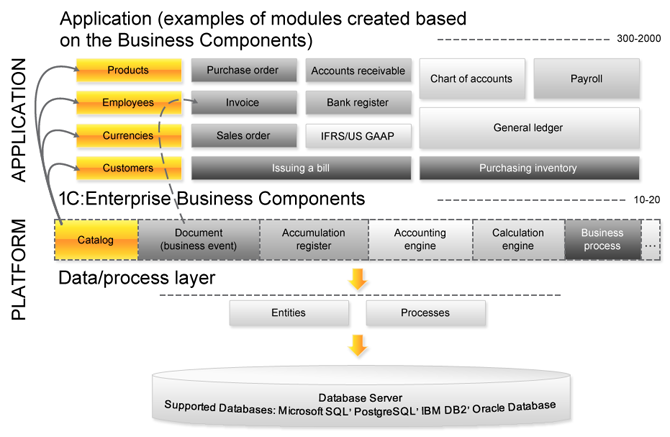 Application (examples of modules created based
on the Business Components)
300-2000
APPLICATION
Products
Purchase order
Accounts receivable
Chart of accounts
Payroll
Employees
Invoice
Bank register
General ledger
Currencies
Sales order
IFRS/US GAAP
Customers
Issuing a bill
Purchasing inventory
1C:Enterprise Business Components
10-20
PLATFORM
Catalog
Document
(business event)
Accumulation
register
Accounting
engine
Calculation
engine
Business
process
...
Data/process layer
Entities
Processes
Database Server
Supported Databases: Microsoft SQL, PostgreSQL, IBM DB2, Oracle Database